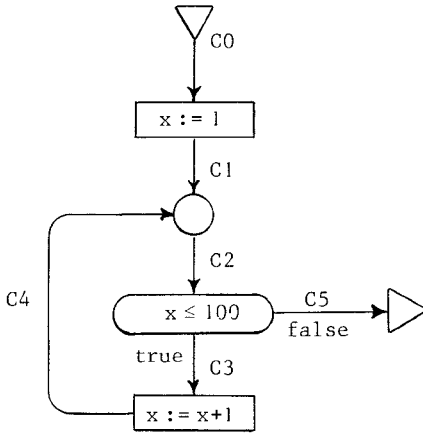 C0
x := 1
C1
C2
C4
x ≤ 100
C5
false
true
C3
x := x+1